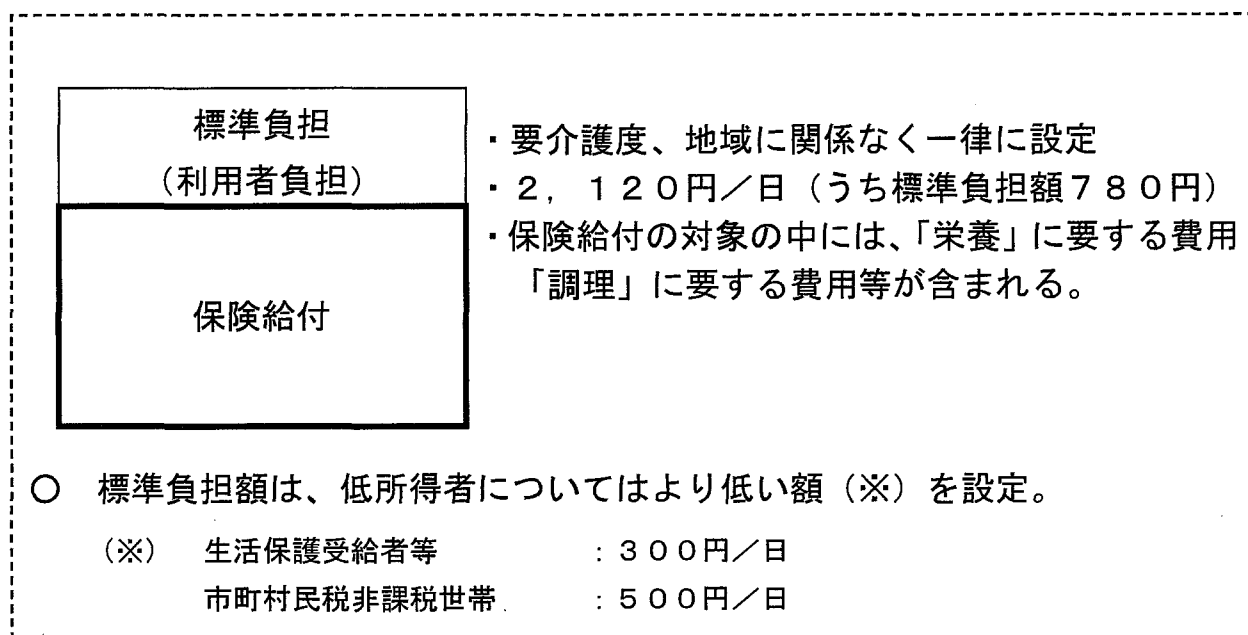 標準負担
(利用者負担)
保険給付
・要介護度、地域に関係なく一律に設定
・2,120円/日(うち標準負担額780円)
・保険給付の対象の中には、「栄養」に要する費用
「調理」に要する費用等が含まれる。
○ 標準負担額は、低所得者についてはより低い額(※)を設定。
(※) 生活保護受給者等 :300円/日
市町村民税非課税世帯 :500円/日